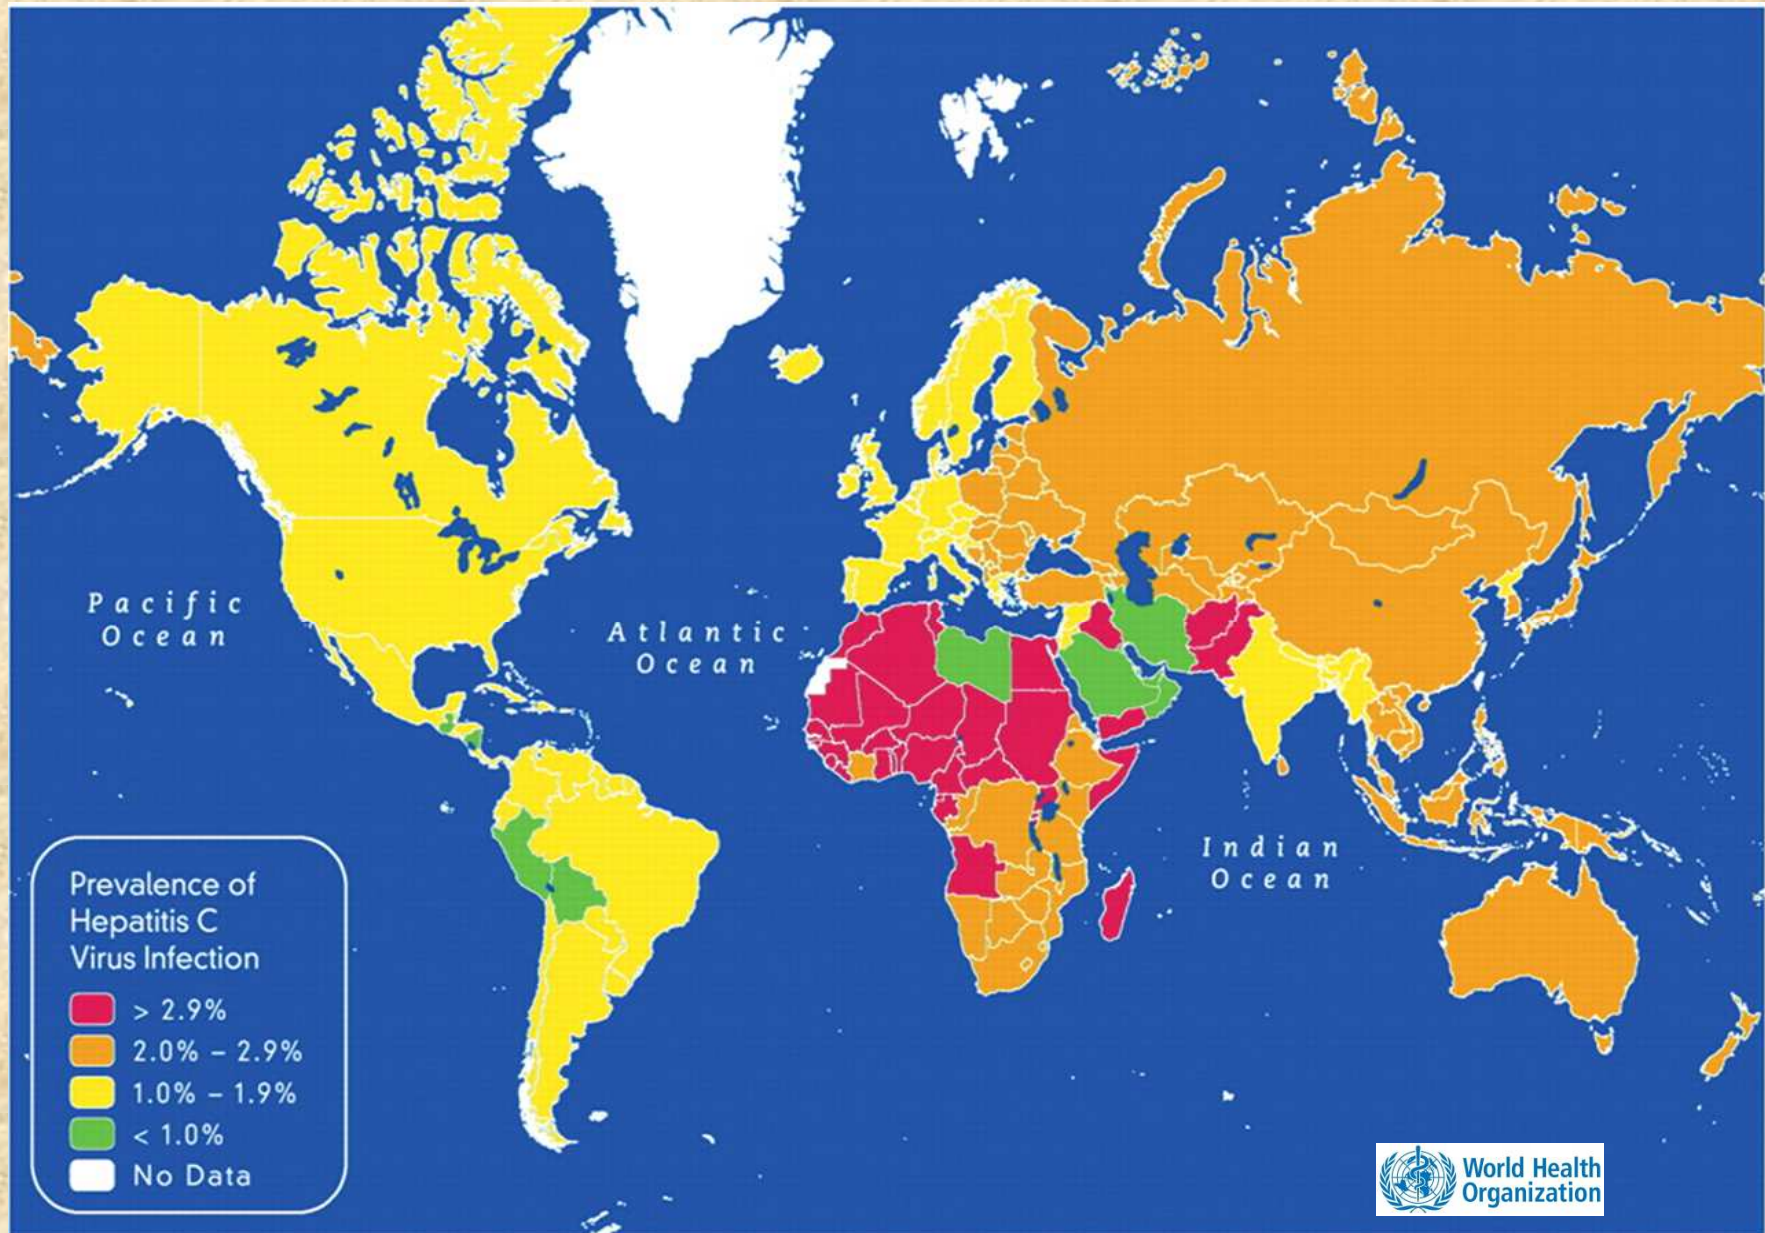 Pacific
Ocean
Atlantic
Ocean
Indian
Ocean
Prevalence of
Hepatitis C
Virus Infection
> 2.9%
2.0% – 2.9%
1.0% – 1.9%
< 1.0%
No Data
World Health
Organization